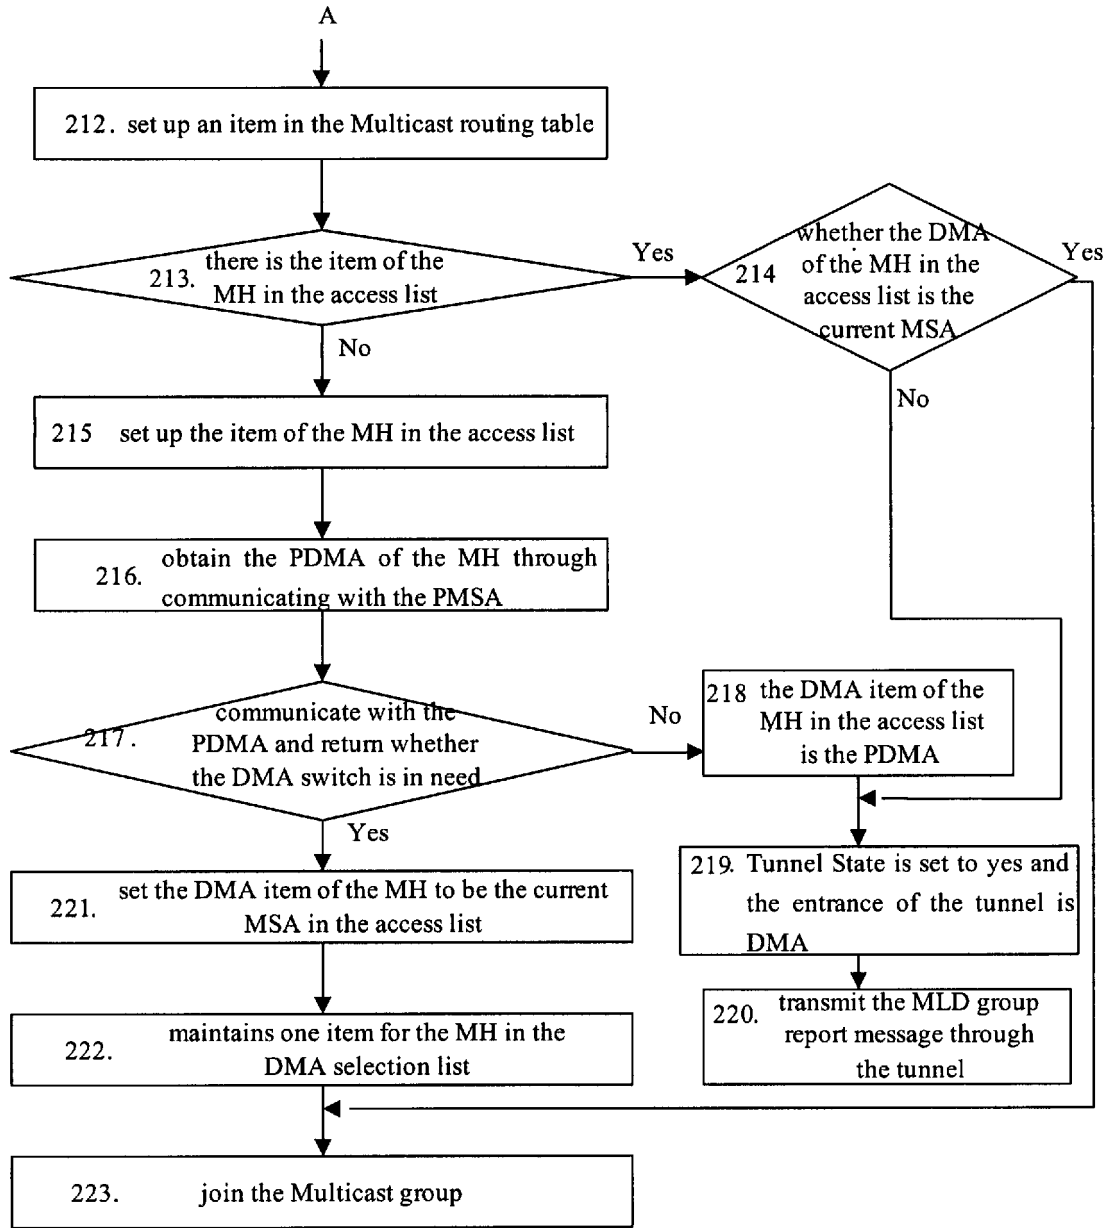 A
212. set up an item in the Multicast routing table
213. there is the item of the
MH in the access list
Yes
No
214 whether the DMA
of the MH in the
access list is the
current MSA
Yes
No
215 set up the item of the MH in the access list
216. obtain the PDMA of the MH through
communicating with the PMSA
217. communicate with the
PDMA and return whether
the DMA switch is in need
No
Yes
218 the DMA item of the
MH in the access list
is the PDMA
219. Tunnel State is set to yes and
the entrance of the tunnel is
DMA
220. transmit the MLD group
report message through
the tunnel
221. set the DMA item of the MH to be the current
MSA in the access list
222. maintains one item for the MH in the
DMA selection list
223. join the Multicast group